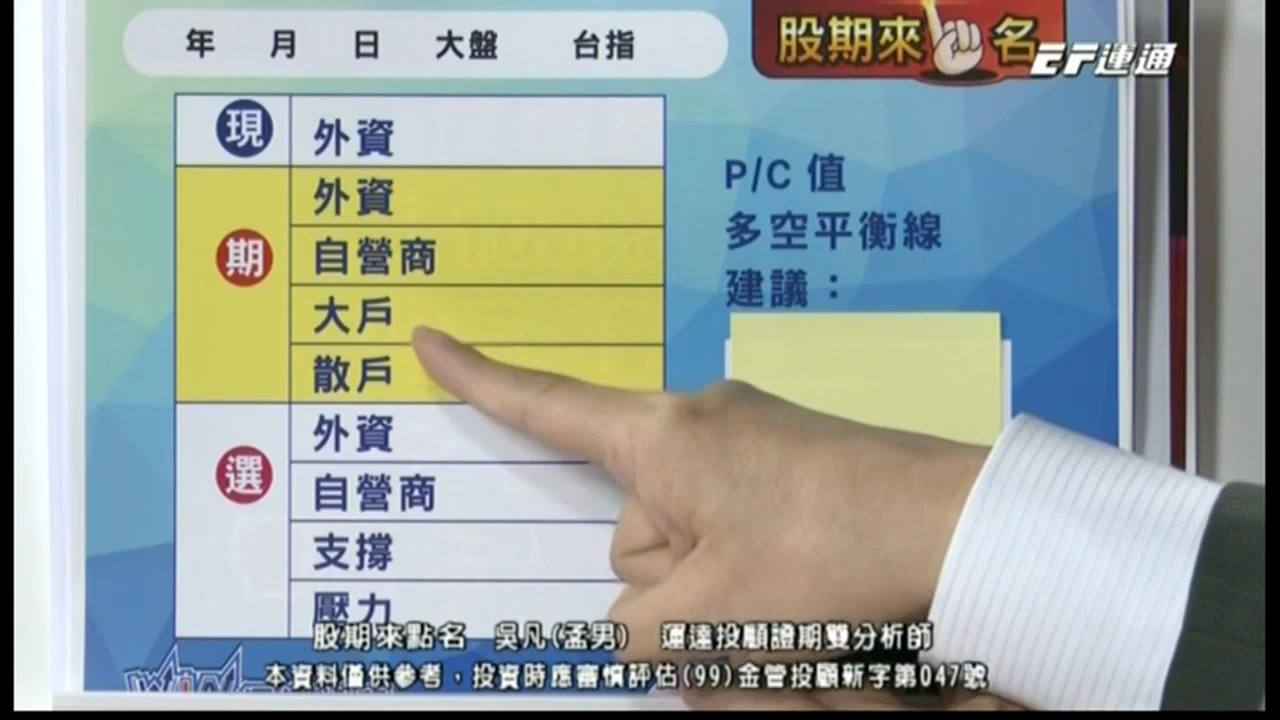 年 月 日 大盤 台指
股期來 名
EF連通
現 外資
期 外資
自營商
大戶
散戶
選 外資
自營商
支撐
壓力
P/C 值
多空平衡線
建議：
股期來點名 吳凡(孟男) 運達投顧證期雙分析師
本資料僅供參考，投資時應審慎評估(99)金管投顧新字第047號